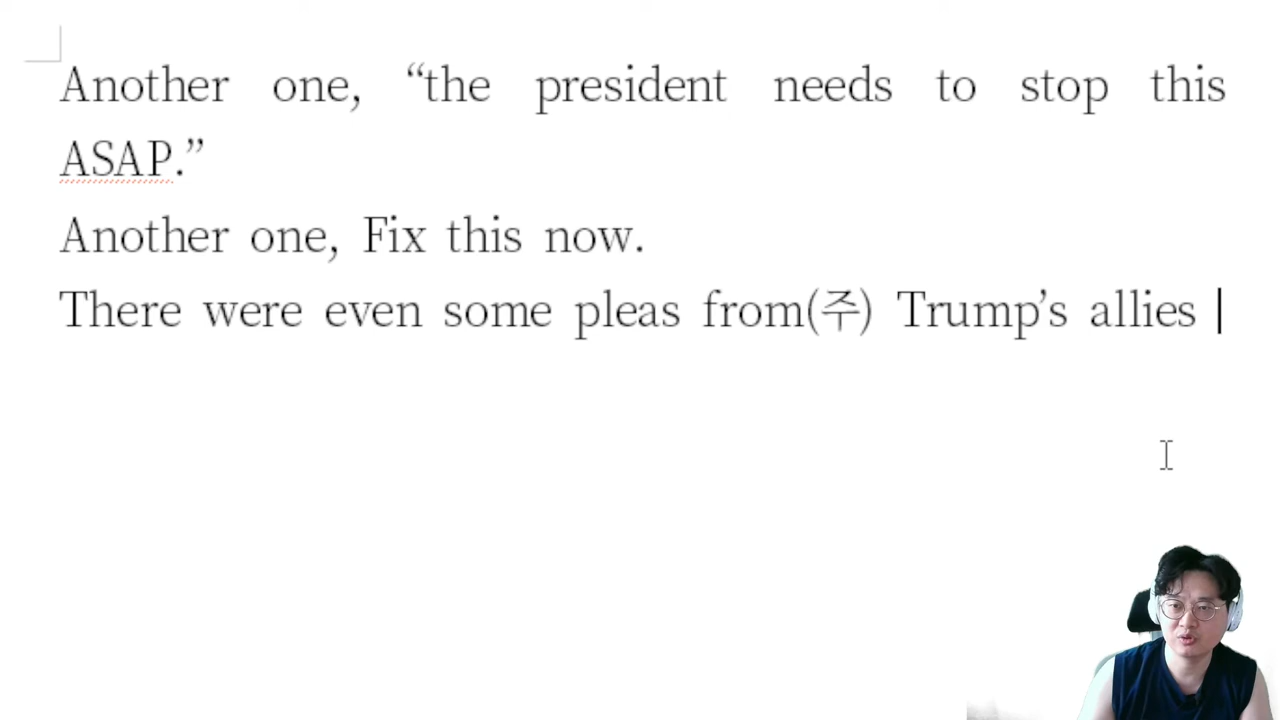 Another one, “the president needs to stop this
ASAP.”
Another one, Fix this now.
There were even some pleas from(주) Trump’s allies